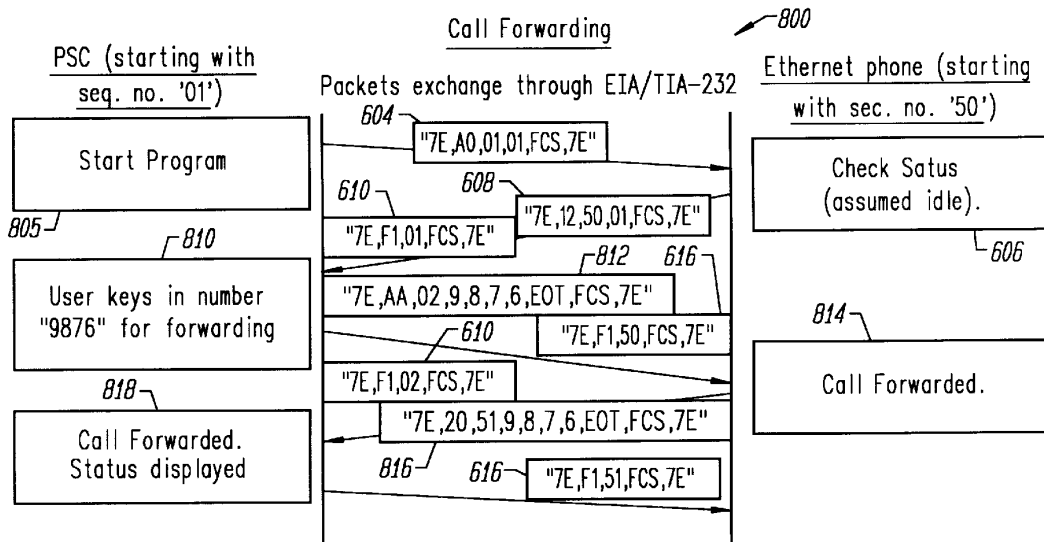 Call Forwarding
800
PSC (starting with
seq. no. '01')
Packets exchange through EIA/TIA-232
Ethernet phone (starting
with sec. no. '50')
604
"7E,A0,01,01,FCS,7E"
Start Program
805
Check Satus
(assumed idle).
606
608
"7E,12,50,01,FCS,7E"
610
"7E,F1,01,FCS,7E"
810
User keys in number
"9876" for forwarding
812
"7E,AA,02,9,8,7,6,EOT,FCS,7E"
616
"7E,F1,50,FCS,7E"
610
"7E,F1,02,FCS,7E"
814
Call Forwarded.
818
Call Forwarded.
Status displayed
"7E,20,51,9,8,7,6,EOT,FCS,7E"
816
616
"7E,F1,51,FCS,7E"